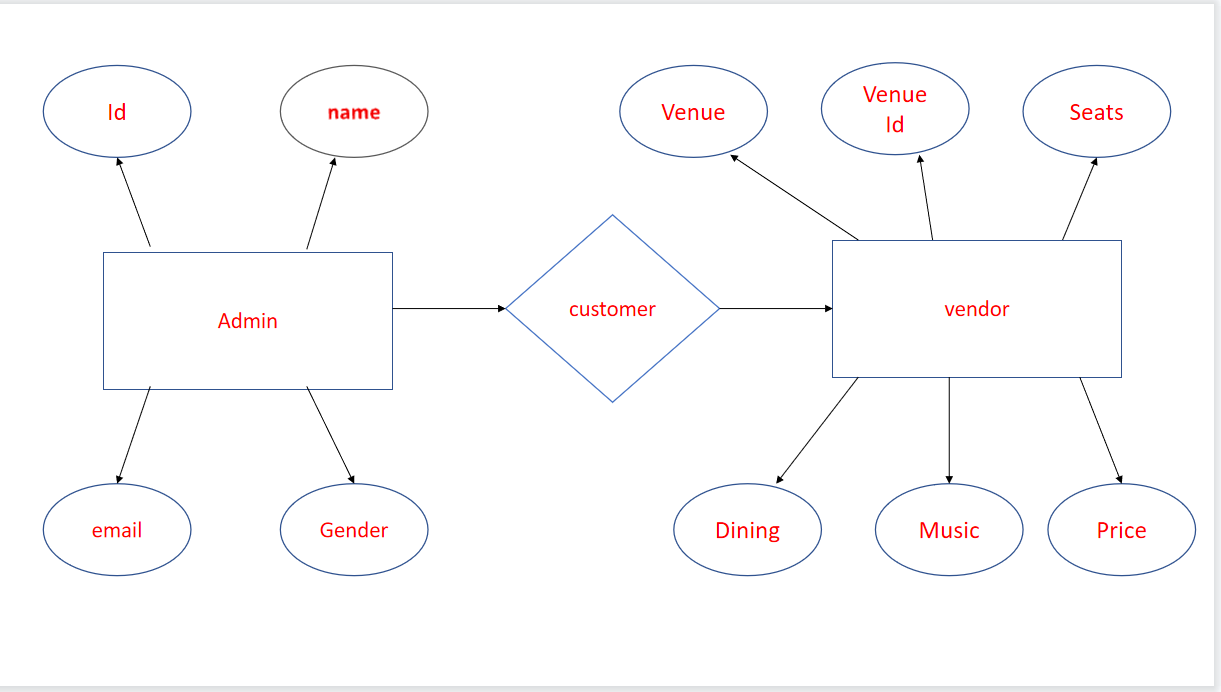 Id
name
Venue
Venue
Id
Seats
Admin
customer
vendor
email
Gender
Dining
Music
Price